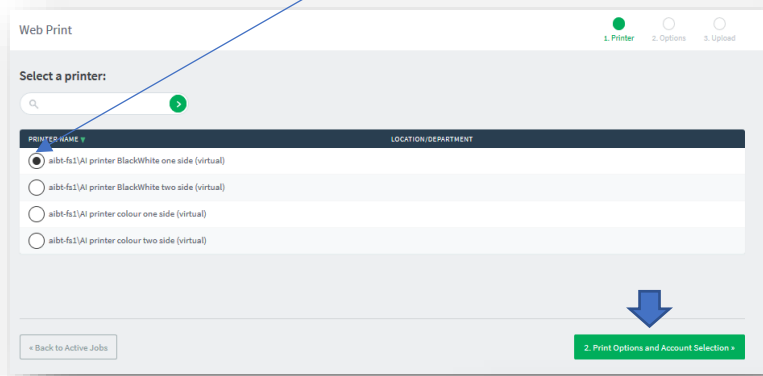 Web Print
1. Printer 2. Options 3. Upload
Select a printer:
PRINTER NAME ▼ LOCATION/DEPARTMENT
aibt-fs1\AI printer BlackWhite one side (virtual)
aibt-fs1\AI printer BlackWhite two side (virtual)
aibt-fs1\AI printer colour one side (virtual)
aibt-fs1\AI printer colour two side (virtual)
« Back to Active Jobs 2. Print Options and Account Selection »